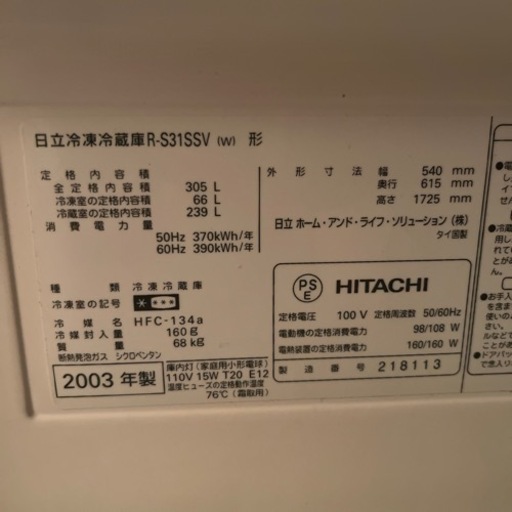 日立冷凍冷蔵庫R-S31SSV (W) 形
定格内容積
全定格内容積 305 L
冷凍室の定格内容積 66 L
冷蔵室の定格内容積 239 L
消費電力量
50Hz 370kWh/年
60Hz 390kWh/年
外形寸法 幅 540 mm
奥行 615 mm
高さ 1725 mm
日立 ホーム・アンド・ライフ・ソリューション(株)
タイ国製
種類 冷凍冷蔵庫
冷凍室の記号
冷媒名 HFC-134a
冷媒封入量 160g
質量 68kg
断熱発泡ガス シクロペンタン
2003 年製
庫内灯(家庭用小形電球)
110V 15W T20 E12
温度ヒューズの定格動作温度
76℃ (霜取用)
PS
E
HITACHI
定格電圧 100 V 定格周波数 50/60Hz
電動機の定格消費電力 98/108 W
電熱装置の定格消費電力 160/160 W
製造番号 218113